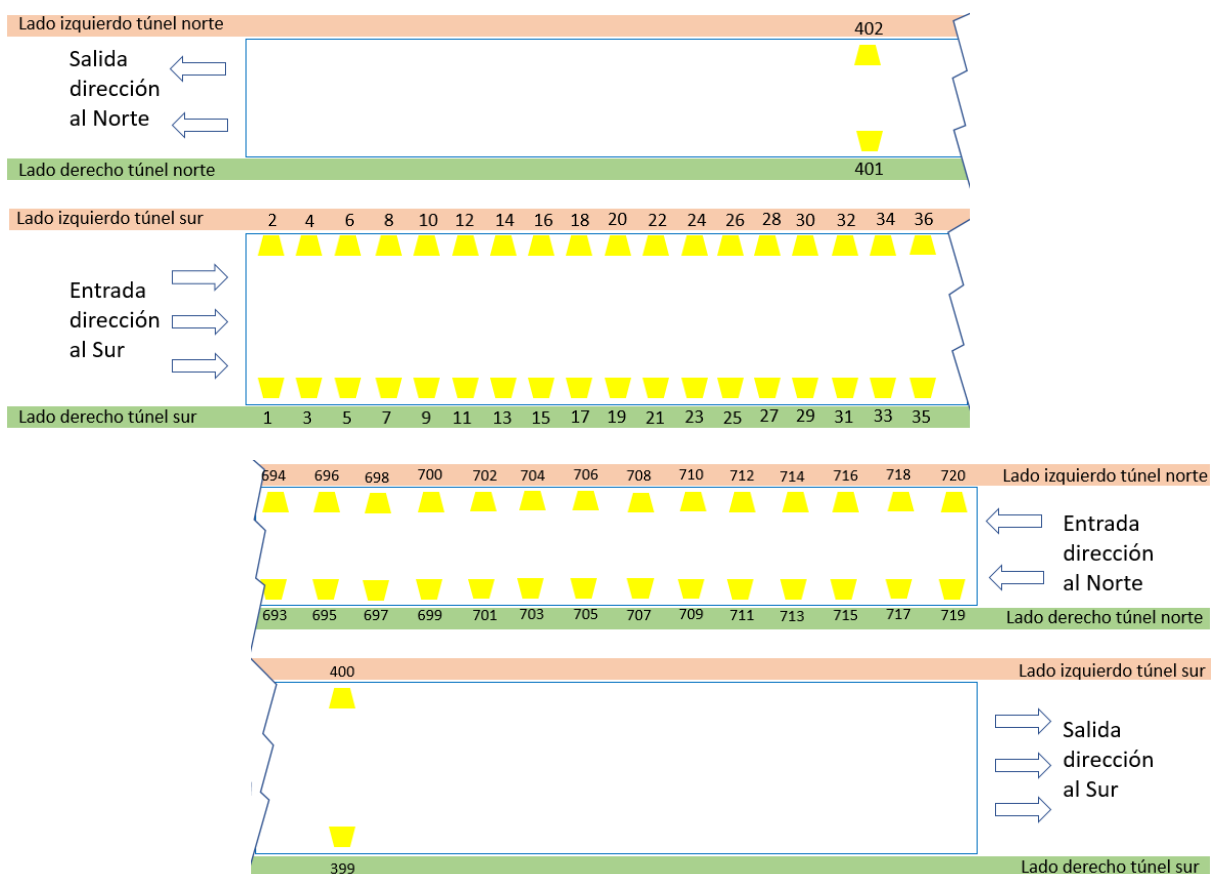 Lado izquierdo túnel norte
402
Salida
dirección
al Norte
Lado derecho túnel norte
401
Lado izquierdo túnel sur 2 4 6 8 10 12 14 16 18 20 22 24 26 28 30 32 34 36
Entrada
dirección
al Sur
Lado derecho túnel sur 1 3 5 7 9 11 13 15 17 19 21 23 25 27 29 31 33 35
694 696 698 700 702 704 706 708 710 712 714 716 718 720 Lado izquierdo túnel norte
Entrada
dirección
al Norte
693 695 697 699 701 703 705 707 709 711 713 715 717 719 Lado derecho túnel norte
400 Lado izquierdo túnel sur
Salida
dirección
al Sur
399 Lado derecho túnel sur